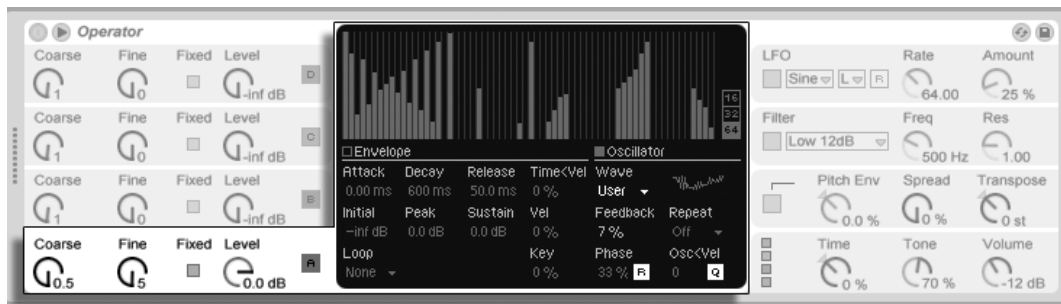 Operator
Coarse Fine Fixed Level
1 0 -inf dB D
Coarse Fine Fixed Level
1 0 -inf dB C
Coarse Fine Fixed Level
1 0 -inf dB B
Coarse Fine Fixed Level
0.5 5 0.0 dB A
16
32
64
Envelope Oscillator
Attack Decay Release Time<Vel Wave
0.00 ms 600 ms 50.0 ms 0 % User
Initial Peak Sustain Vel Feedback Repeat
-inf dB 0.0 dB 0.0 dB 0 % 7 % Off
Loop Key Phase Osc<Vel
None 0 % 33 % R 0 Q
LFO Rate Amount
Sine L R 64.00 25 %
Filter Freq Res
Low 12dB 500 Hz 1.00
Pitch Env Spread Transpose
0.0 % 0 % 0 st
Time Tone Volume
0 % 70 % -12 dB